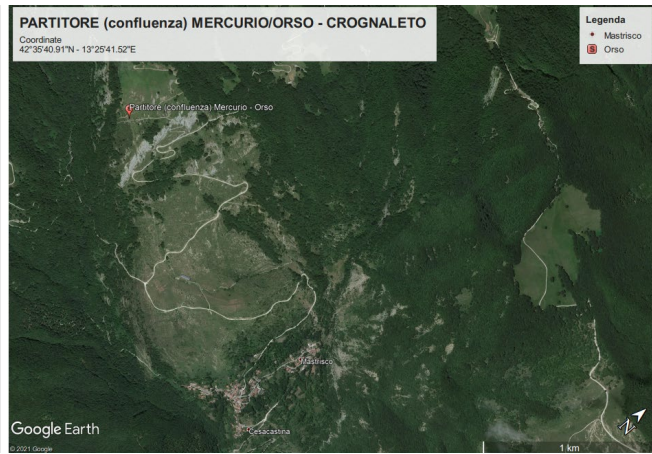 PARTITORE (confluenza) MERCURIO/ORSO - CROGNALETO
Coordinate
42°35'40.91"N - 13°25'41.52"E
Legenda
Mastrisco
S Orso
Partitore (confluenza) Mercurio - Orso
Mastrisco
Cesacastina
Google Earth
© 2021 Google
1 km
N